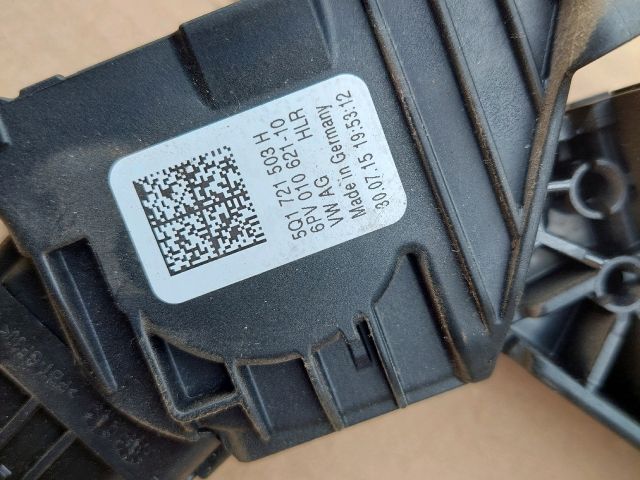 5Q1 721 503 H
6PV 010 621-10
VW AG HLR
Made in Germany
30.07.15 19:53:12